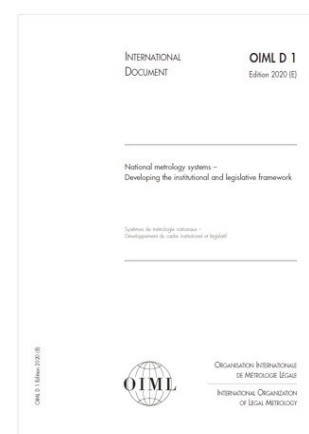 INTERNATIONAL
DOCUMENT
OIML D 1
Edition 2020 (E)
National metrology systems –
Developing the institutional and legislative framework
Systèmes de métrologie nationaux –
Développement du cadre institutionnel et législatif
OIML D 1 Edition 2020 (E)
OIML
ORGANISATION INTERNATIONALE
DE MÉTROLOGIE LÉGALE
INTERNATIONAL ORGANIZATION
OF LEGAL METROLOGY